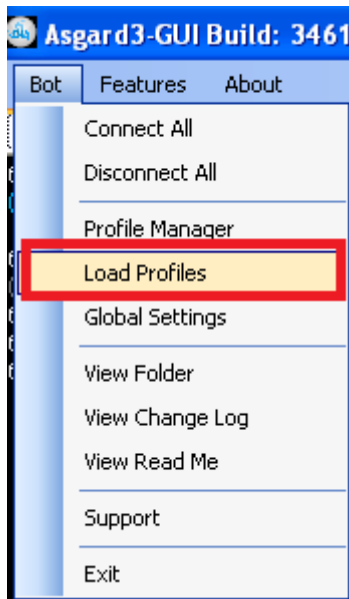 Asgard3-GUI Build: 3461
Bot Features About
Connect All
Disconnect All
Profile Manager
Load Profiles
Global Settings
View Folder
View Change Log
View Read Me
Support
Exit